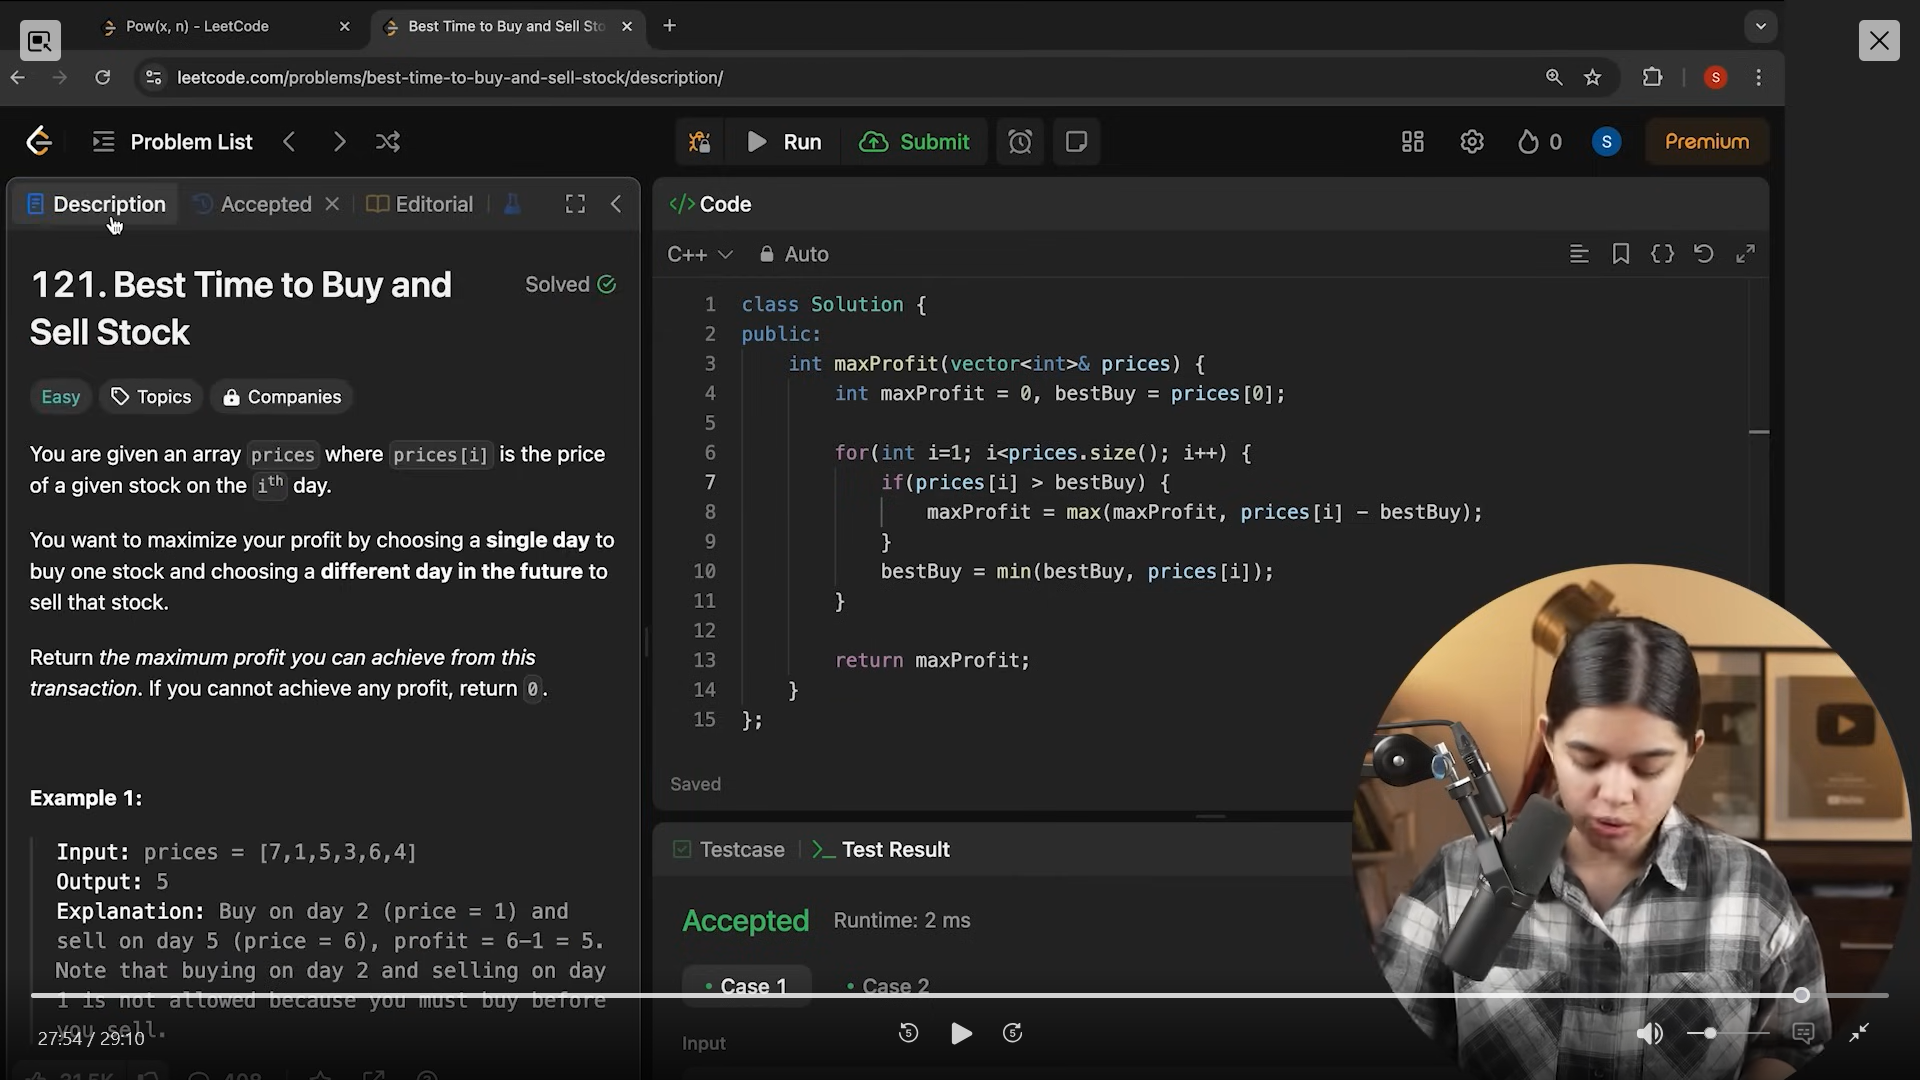 Pow(x, n) - LeetCode
Best Time to Buy and Sell Sto
leetcode.com/problems/best-time-to-buy-and-sell-stock/description/
S
Problem List
Run
Submit
0
S
Premium
Description
Accepted
Editorial
</> Code
C++
Auto
121. Best Time to Buy and
Sell Stock
Solved
Easy
Topics
Companies
You are given an array prices where prices[i] is the price
of a given stock on the ith day.
You want to maximize your profit by choosing a single day to
buy one stock and choosing a different day in the future to
sell that stock.
Return the maximum profit you can achieve from this
transaction. If you cannot achieve any profit, return 0.
Example 1:
Input: prices = [7,1,5,3,6,4]
Output: 5
Explanation: Buy on day 2 (price = 1) and
sell on day 5 (price = 6), profit = 6-1 = 5.
Note that buying on day 2 and selling on day
1 is not allowed because you must buy before
you sell.
1 class Solution {
2 public:
3 int maxProfit(vector<int>& prices) {
4 int maxProfit = 0, bestBuy = prices[0];
5
6 for(int i=1; i<prices.size(); i++) {
7 if(prices[i] > bestBuy) {
8 maxProfit = max(maxProfit, prices[i] - bestBuy);
9 }
10 bestBuy = min(bestBuy, prices[i]);
11 }
12
13 return maxProfit;
14 }
15 };
Saved
Testcase
>_ Test Result
Accepted
Runtime: 2 ms
• Case 1
• Case 2
Input
27:54 / 29:10
5
5